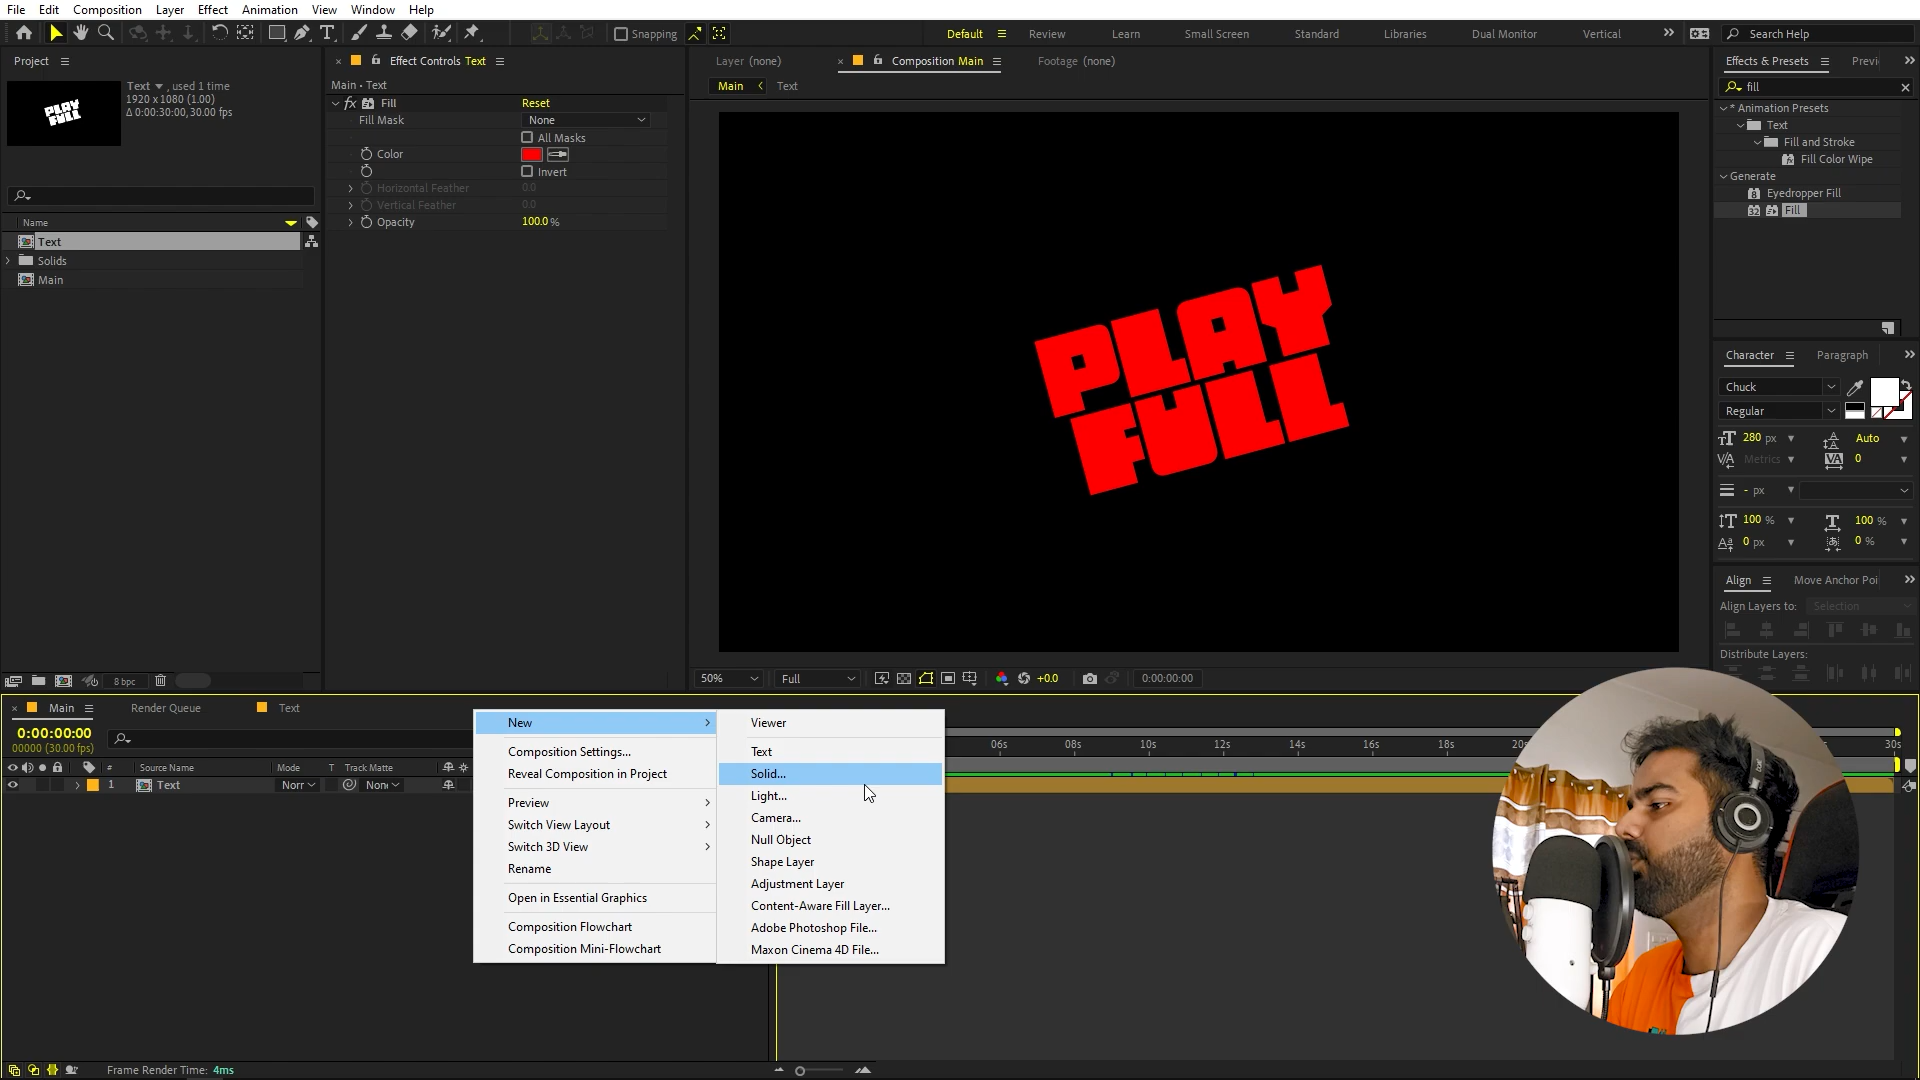 File Edit Composition Layer Effect Animation View Window Help
Snapping
Default Review Learn Small Screen Standard Libraries Dual Monitor Vertical
Search Help
Project
Text , used 1 time
1920 x 1080 (1.00)
Δ 0:00:30:00, 30.00 fps
Name
Text
Solids
Main
8 bpc
Effect Controls Text
Main • Text
fx Fill Reset
Fill Mask None
All Masks
Color
Invert
Horizontal Feather 0.0
Vertical Feather 0.0
Opacity 100.0 %
Layer (none) Composition Main Footage (none)
Main Text
PLAY
FULL
50% Full +0.0 0:00:00:00
Effects & Presets
fill
* Animation Presets
Text
Fill and Stroke
Fill Color Wipe
Generate
Eyedropper Fill
32 Fill
Character Paragraph
Chuck
Regular
280 px Auto
Metrics 0
- px
100 % 100 %
0 px 0 %
Align Move Anchor Poi
Align Layers to: Selection
Distribute Layers:
Main Render Queue Text
0:00:00:00
00000 (30.00 fps)
# Source Name Mode T Track Matte
1 Text Norr Non
06s 08s 10s 12s 14s 16s 18s 30s
New
Composition Settings...
Reveal Composition in Project
Preview
Switch View Layout
Switch 3D View
Rename
Open in Essential Graphics
Composition Flowchart
Composition Mini-Flowchart
Viewer
Text
Solid...
Light...
Camera...
Null Object
Shape Layer
Adjustment Layer
Content-Aware Fill Layer...
Adobe Photoshop File...
Maxon Cinema 4D File...
Frame Render Time: 4ms